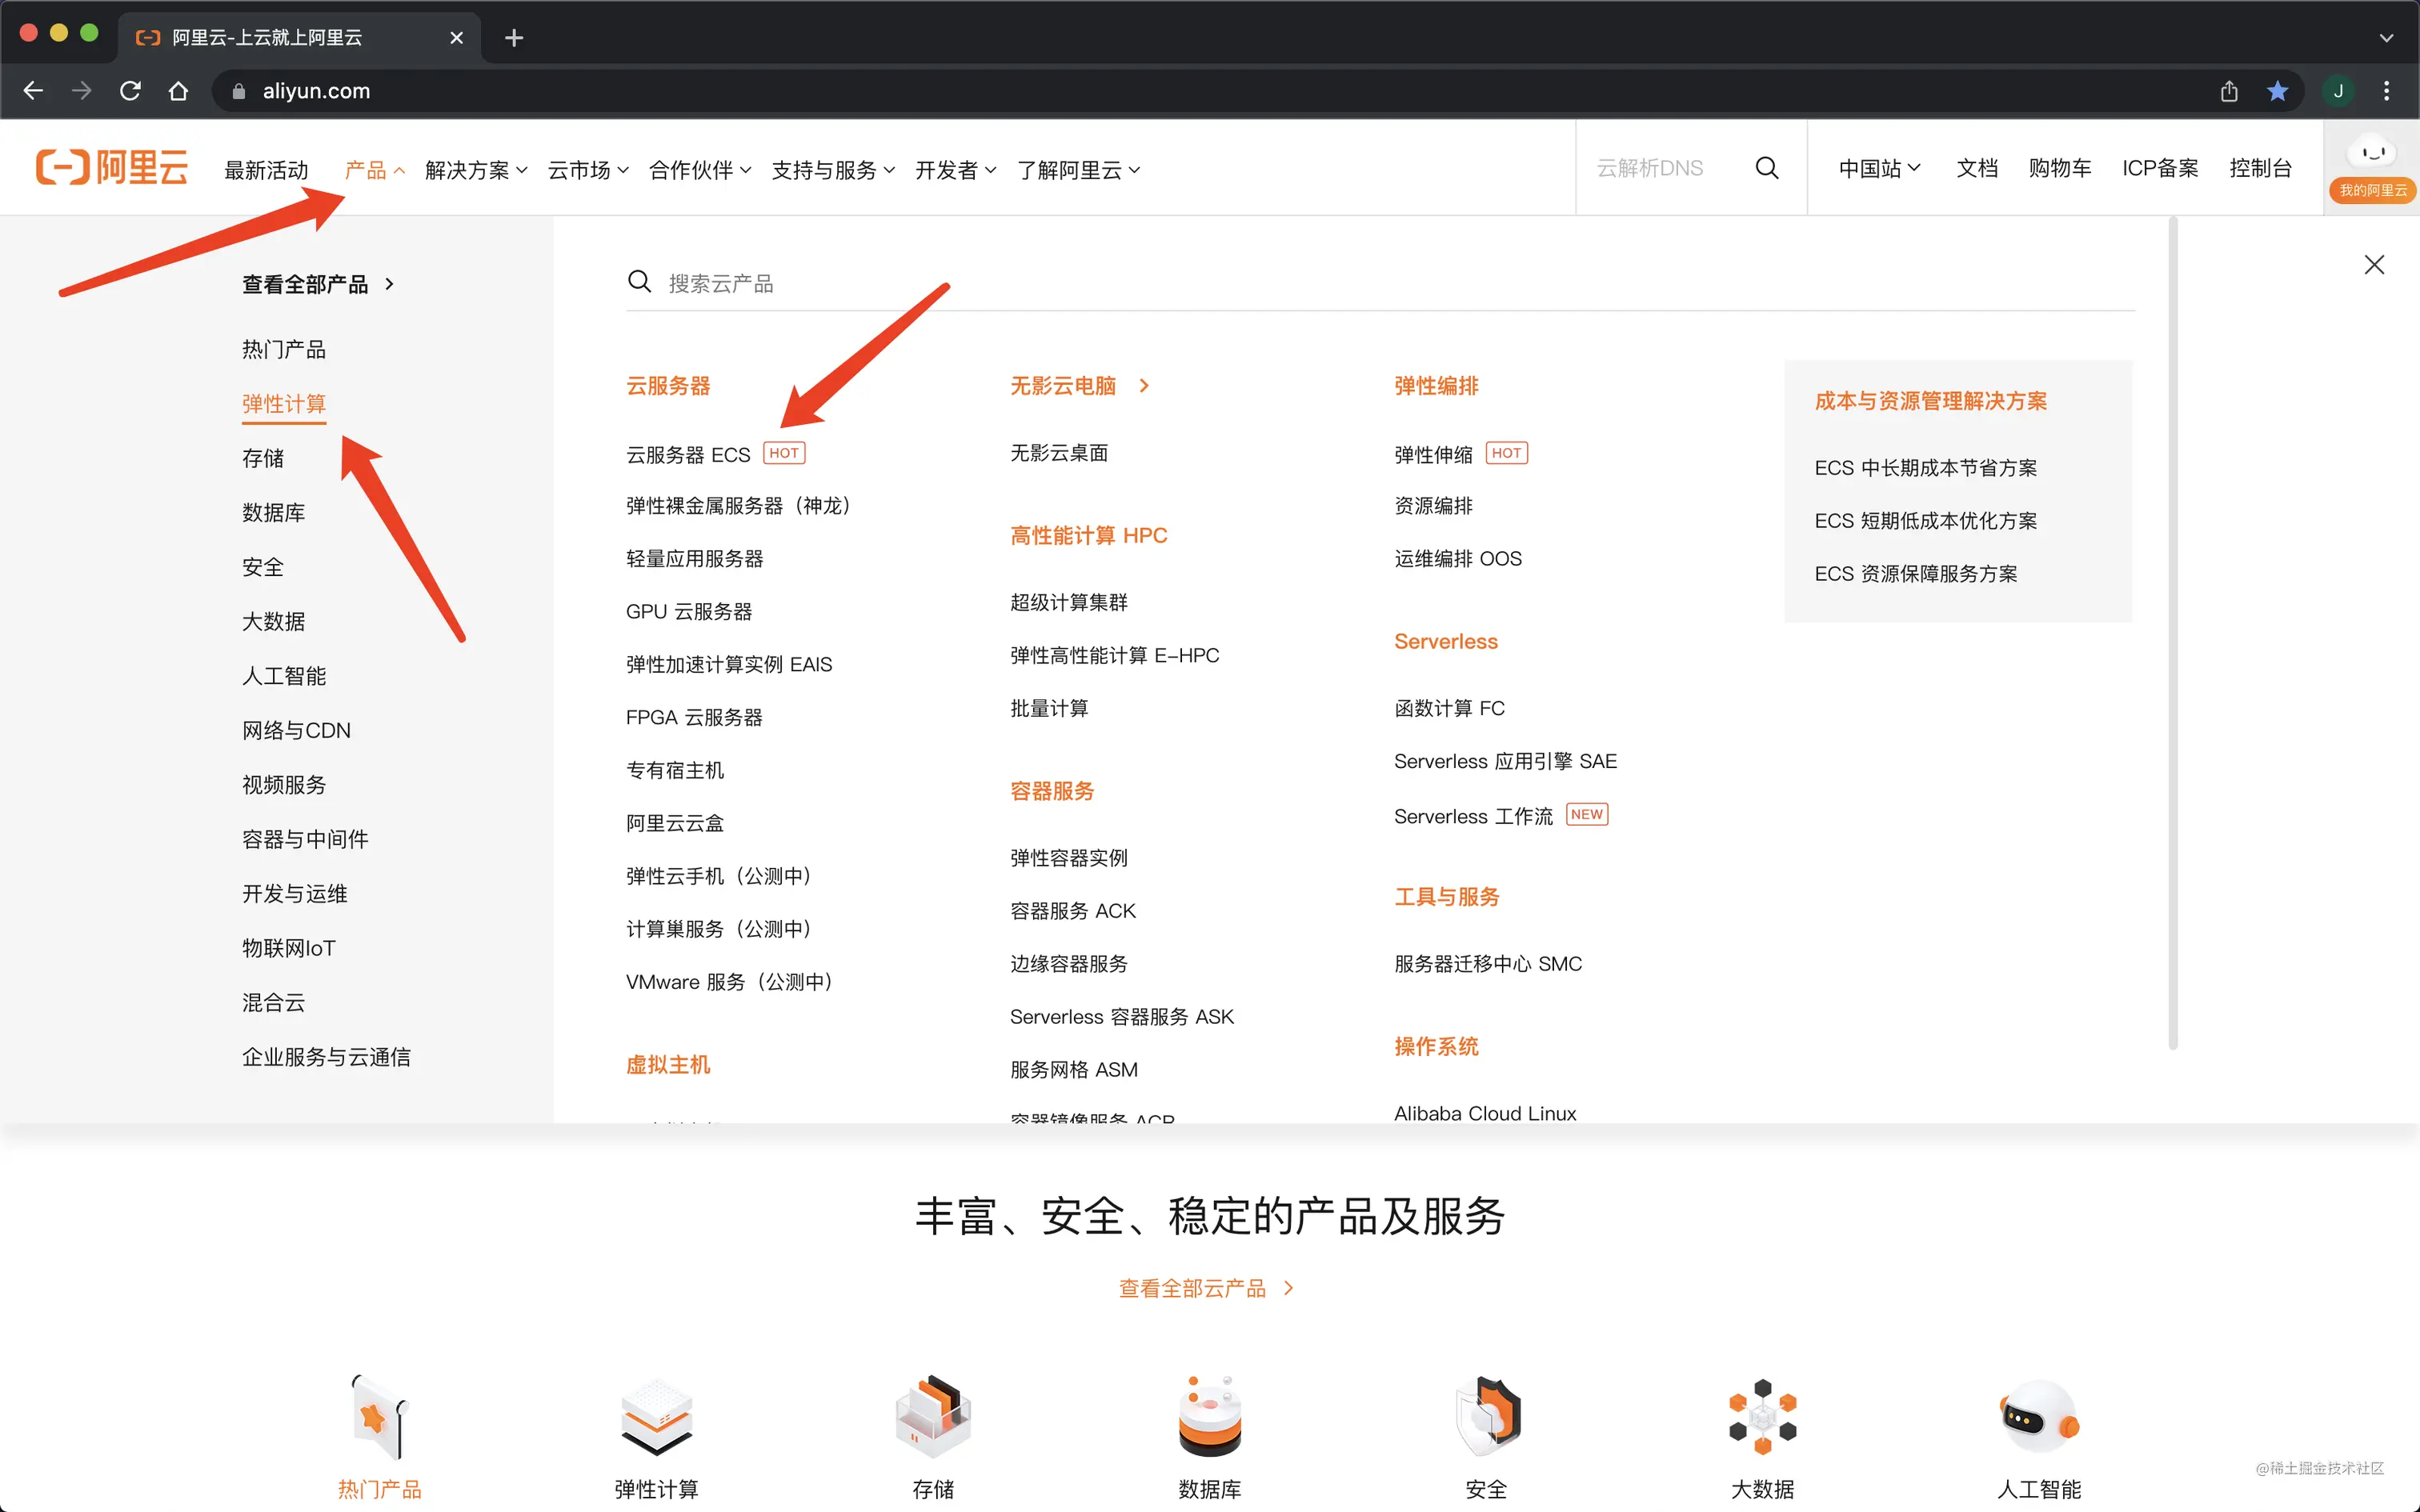 阿里云-上云就上阿里云
aliyun.com
J
阿里云
最新活动 产品 解决方案 云市场 合作伙伴 支持与服务 开发者 了解阿里云
云解析DNS
中国站 文档 购物车 ICP备案 控制台
我的阿里云
查看全部产品
热门产品
弹性计算
存储
数据库
安全
大数据
人工智能
网络与CDN
视频服务
容器与中间件
开发与运维
物联网IoT
混合云
企业服务与云通信
搜索云产品
云服务器
云服务器 ECS HOT
弹性裸金属服务器（神龙）
轻量应用服务器
GPU 云服务器
弹性加速计算实例 EAIS
FPGA 云服务器
专有宿主机
阿里云云盒
弹性云手机（公测中）
计算巢服务（公测中）
VMware 服务（公测中）
虚拟主机
无影云电脑
无影云桌面
高性能计算 HPC
超级计算集群
弹性高性能计算 E-HPC
批量计算
容器服务
弹性容器实例
容器服务 ACK
边缘容器服务
Serverless 容器服务 ASK
服务网格 ASM
容器镜像服务 ACR
弹性编排
弹性伸缩 HOT
资源编排
运维编排 OOS
Serverless
函数计算 FC
Serverless 应用引擎 SAE
Serverless 工作流 NEW
工具与服务
服务器迁移中心 SMC
操作系统
Alibaba Cloud Linux
成本与资源管理解决方案
ECS 中长期成本节省方案
ECS 短期低成本优化方案
ECS 资源保障服务方案
丰富、安全、稳定的产品及服务
查看全部云产品
热门产品 弹性计算 存储 数据库 安全 大数据 人工智能
@稀土掘金技术社区